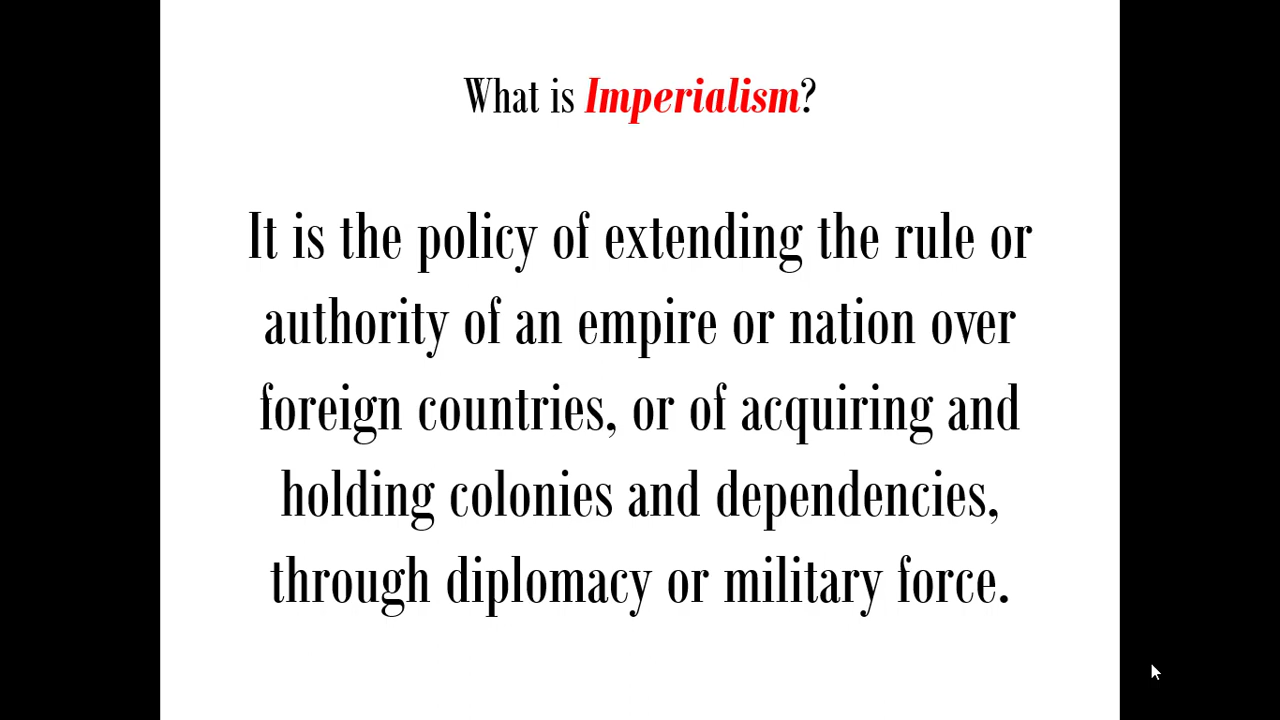 What is Imperialism?
It is the policy of extending the rule or
authority of an empire or nation over
foreign countries, or of acquiring and
holding colonies and dependencies,
through diplomacy or military force.